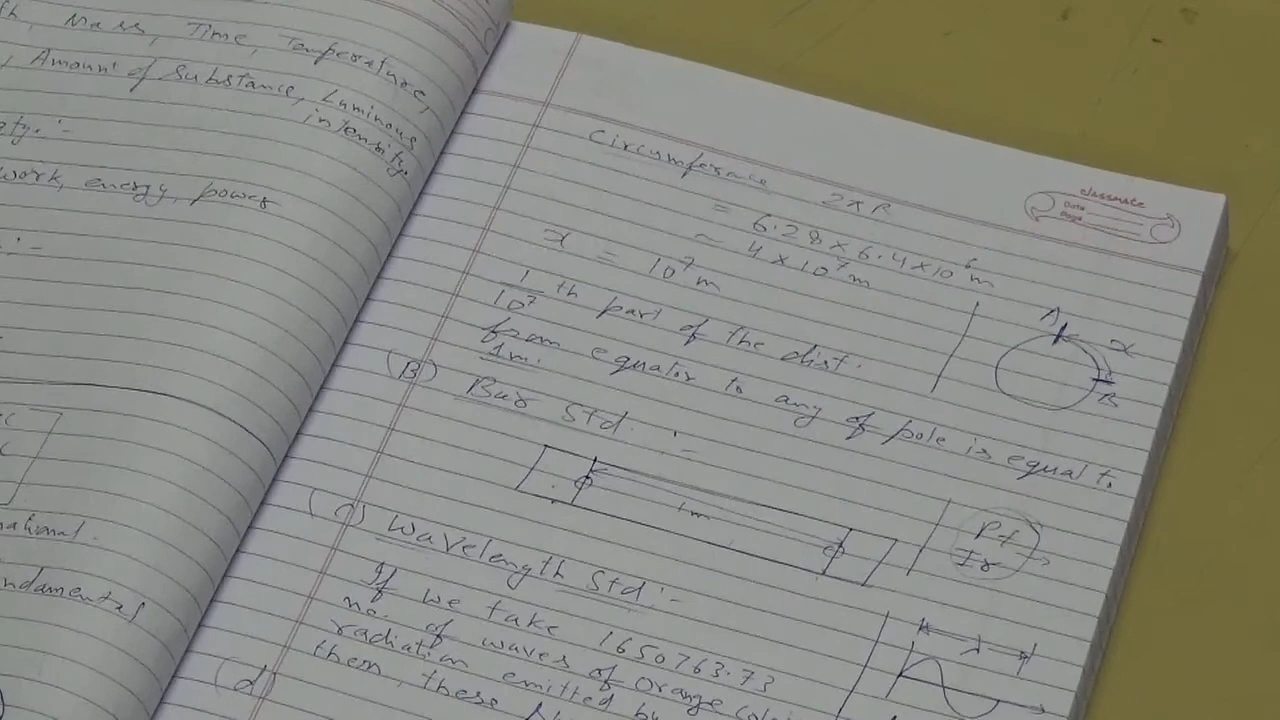 Mass, Time, Temperature,
Amount of Substance, Luminous
intensity.
work, energy, power
Circumference 2πR
= 6.28 × 6.4 × 10⁶ m
~ 4 × 10⁷ m
x = 10⁷ m
1/10⁷ th part of the dist.
from equator to any of pole is equal to
1m.
A
x
B
classmate
Date
Page
(B) Bar Std. :-
1m
Pt
Ir
(C) Wavelength Std :-
If we take 1650763.73
no. of waves of orange
radiation emitted by
then, these
λ
(d)